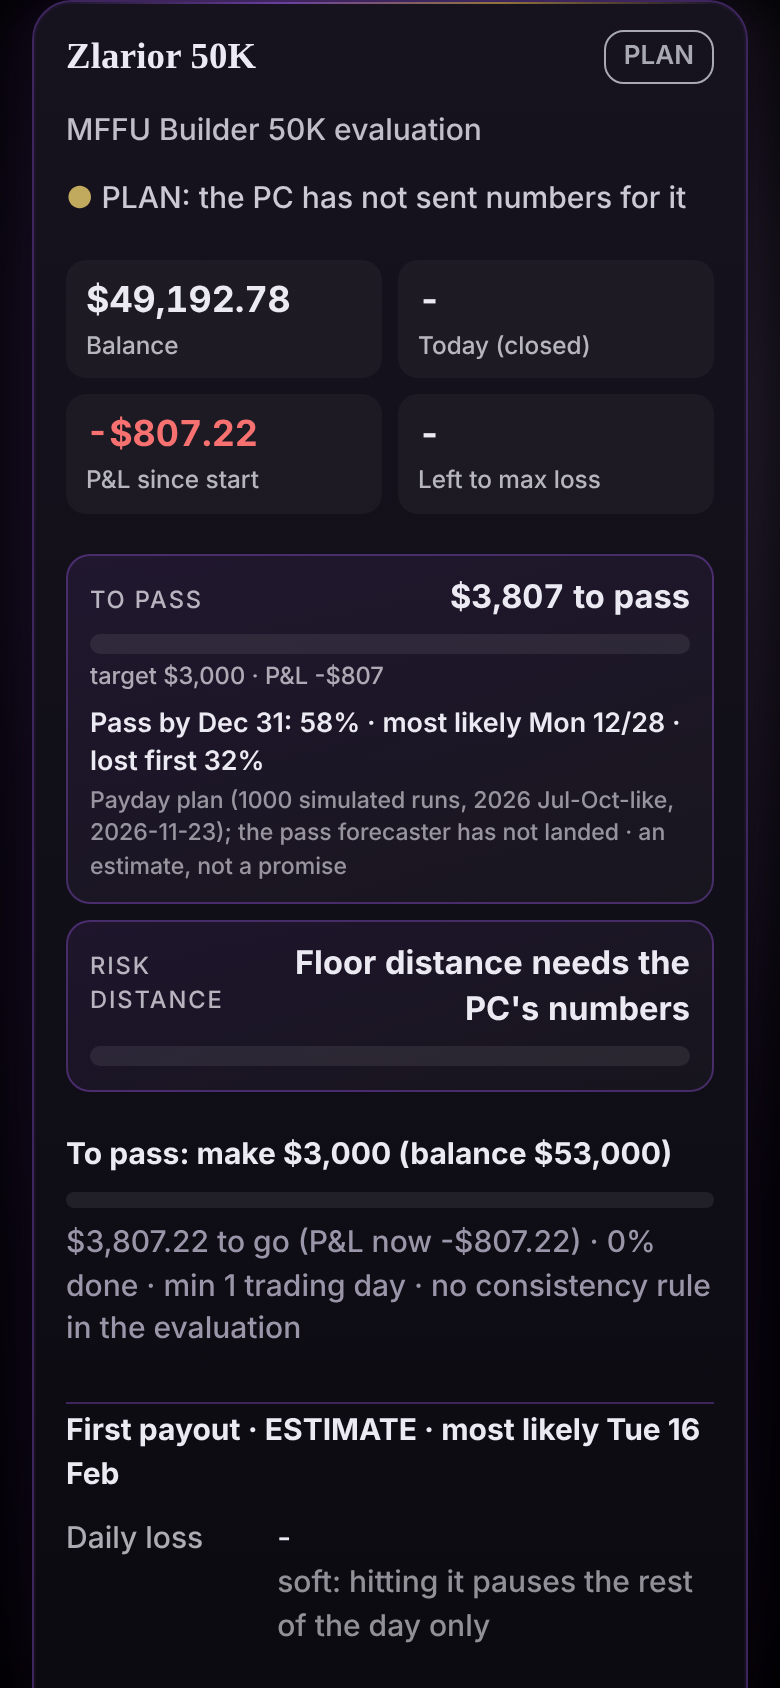 Zlarior 50K
PLAN
MFFU Builder 50K evaluation
PLAN: the PC has not sent numbers for it
$49,192.78
Balance
-
Today (closed)
-$807.22
P&L since start
-
Left to max loss
TO PASS
$3,807 to pass
target $3,000 · P&L -$807
Pass by Dec 31: 58% · most likely Mon 12/28 ·
lost first 32%
Payday plan (1000 simulated runs, 2026 Jul-Oct-like,
2026-11-23); the pass forecaster has not landed · an
estimate, not a promise
RISK
DISTANCE
Floor distance needs the
PC's numbers
To pass: make $3,000 (balance $53,000)
$3,807.22 to go (P&L now -$807.22) · 0%
done · min 1 trading day · no consistency rule
in the evaluation
First payout · ESTIMATE · most likely Tue 16
Feb
Daily loss
-
soft: hitting it pauses the rest
of the day only